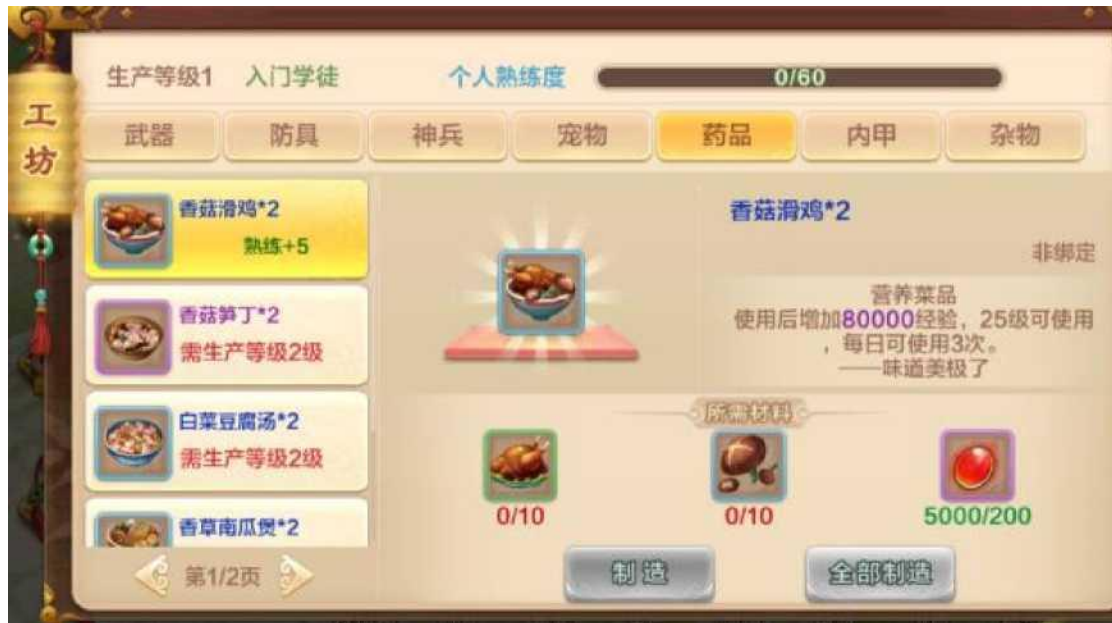 工坊
生产等级1 入门学徒 个人熟练度 0/60
武器 防具 神兵 宠物 药品 内甲 杂物
香菇滑鸡*2
熟练+5
香菇笋丁*2
需生产等级2级
白菜豆腐汤*2
需生产等级2级
香草南瓜煲*2
第1/2页
香菇滑鸡*2
非绑定
营养菜品
使用后增加80000经验，25级可使用
，每日可使用3次。
——味道美极了
所需材料
0/10 0/10 5000/200
制造 全部制造